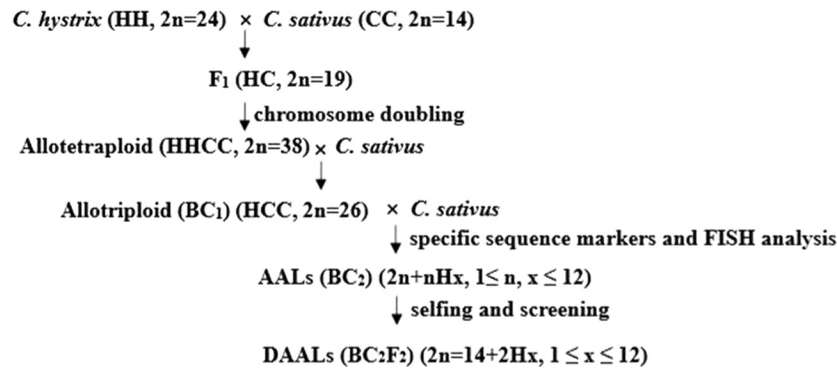 C. hystrix (HH, 2n=24) × C. sativus (CC, 2n=14)
F₁ (HC, 2n=19)
chromosome doubling
Allotetraploid (HHCC, 2n=38) × C. sativus
Allotriploid (BC₁) (HCC, 2n=26) × C. sativus
specific sequence markers and FISH analysis
AALs (BC₂) (2n+nHx, 1≤ n, x ≤ 12)
selfing and screening
DAALs (BC₂F₂) (2n=14+2Hx, 1 ≤ x ≤ 12)